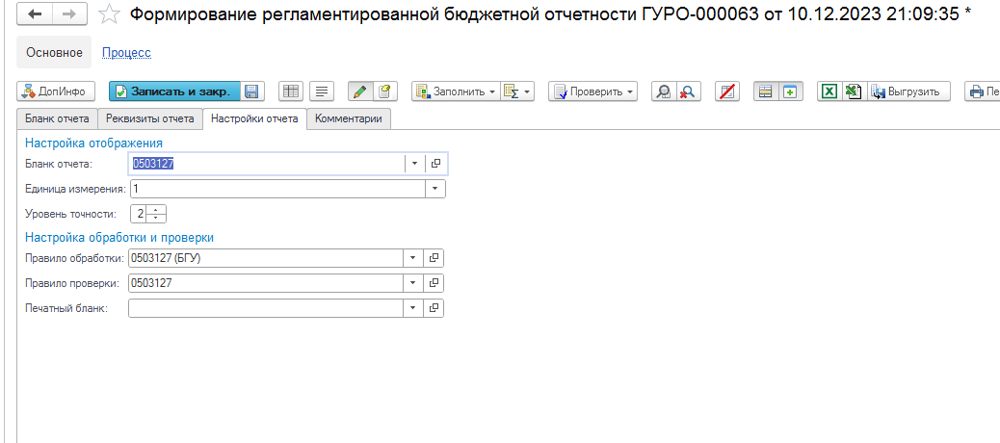 Формирование регламентированной бюджетной отчетности ГУРО-000063 от 10.12.2023 21:09:35 *
Основное Процесс
ДопИнфо Записать и закр. Заполнить Проверить Выгрузить Пе
Бланк отчета Реквизиты отчета Настройки отчета Комментарии
Настройка отображения
Бланк отчета: 0503127
Единица измерения: 1
Уровень точности: 2
Настройка обработки и проверки
Правило обработки: 0503127 (БГУ)
Правило проверки: 0503127
Печатный бланк: